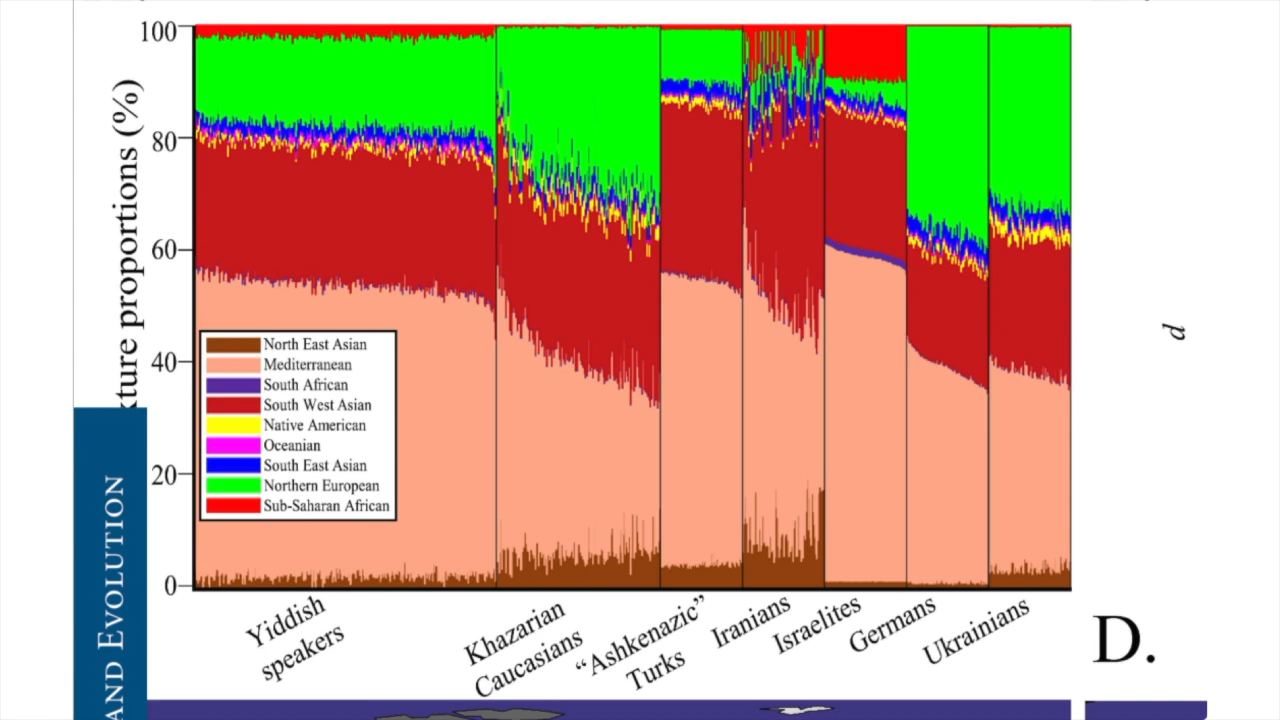 xture proportions (%)
100
80
60
40
20
0
North East Asian
Mediterranean
South African
South West Asian
Native American
Oceanian
South East Asian
Northern European
Sub-Saharan African
Yiddish
speakers
Khazarian
Caucasians
“Ashkenazic”
Turks
Iranians
Israelites
Germans
Ukrainians
D.
d
AND EVOLUTION